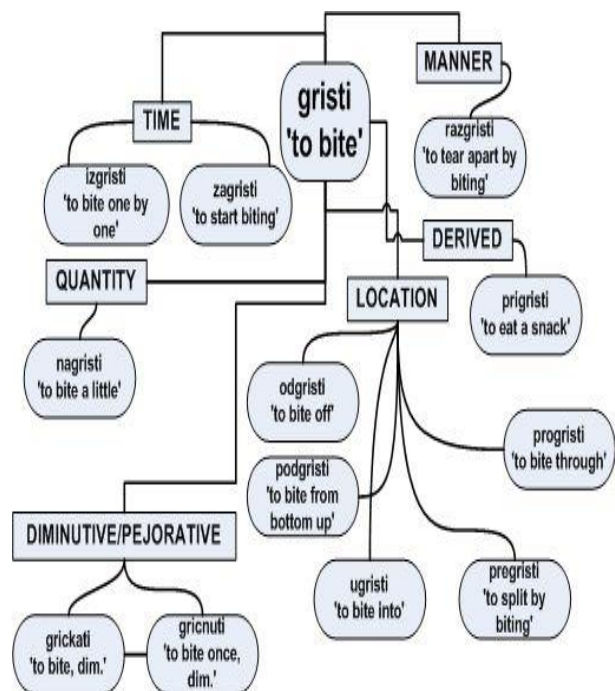 gristi
'to bite'
MANNER
razgristi
'to tear apart by
biting'
TIME
izgristi
'to bite one by
one'
zagristi
'to start biting'
DERIVED
prigristi
'to eat a snack'
QUANTITY
nagristi
'to bite a little'
LOCATION
odgristi
'to bite off'
podgristi
'to bite from
bottom up'
ugristi
'to bite into'
pregristi
'to split by
biting'
progristi
'to bite through'
DIMINUTIVE/PEJORATIVE
grickati
'to bite, dim.'
gricnuti
'to bite once,
dim.'